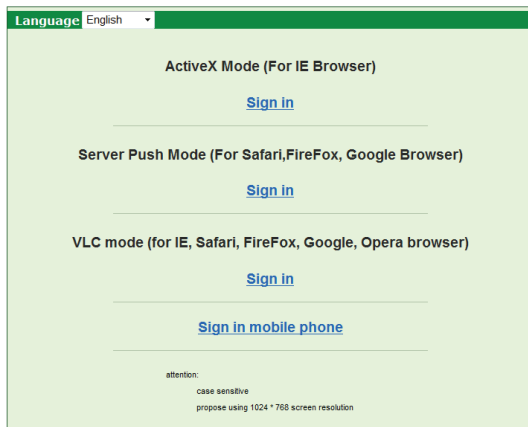 Language English
ActiveX Mode (For IE Browser)
Sign in
Server Push Mode (For Safari,FireFox, Google Browser)
Sign in
VLC mode (for IE, Safari, FireFox, Google, Opera browser)
Sign in
Sign in mobile phone
attention:
case sensitive
propose using 1024 * 768 screen resolution